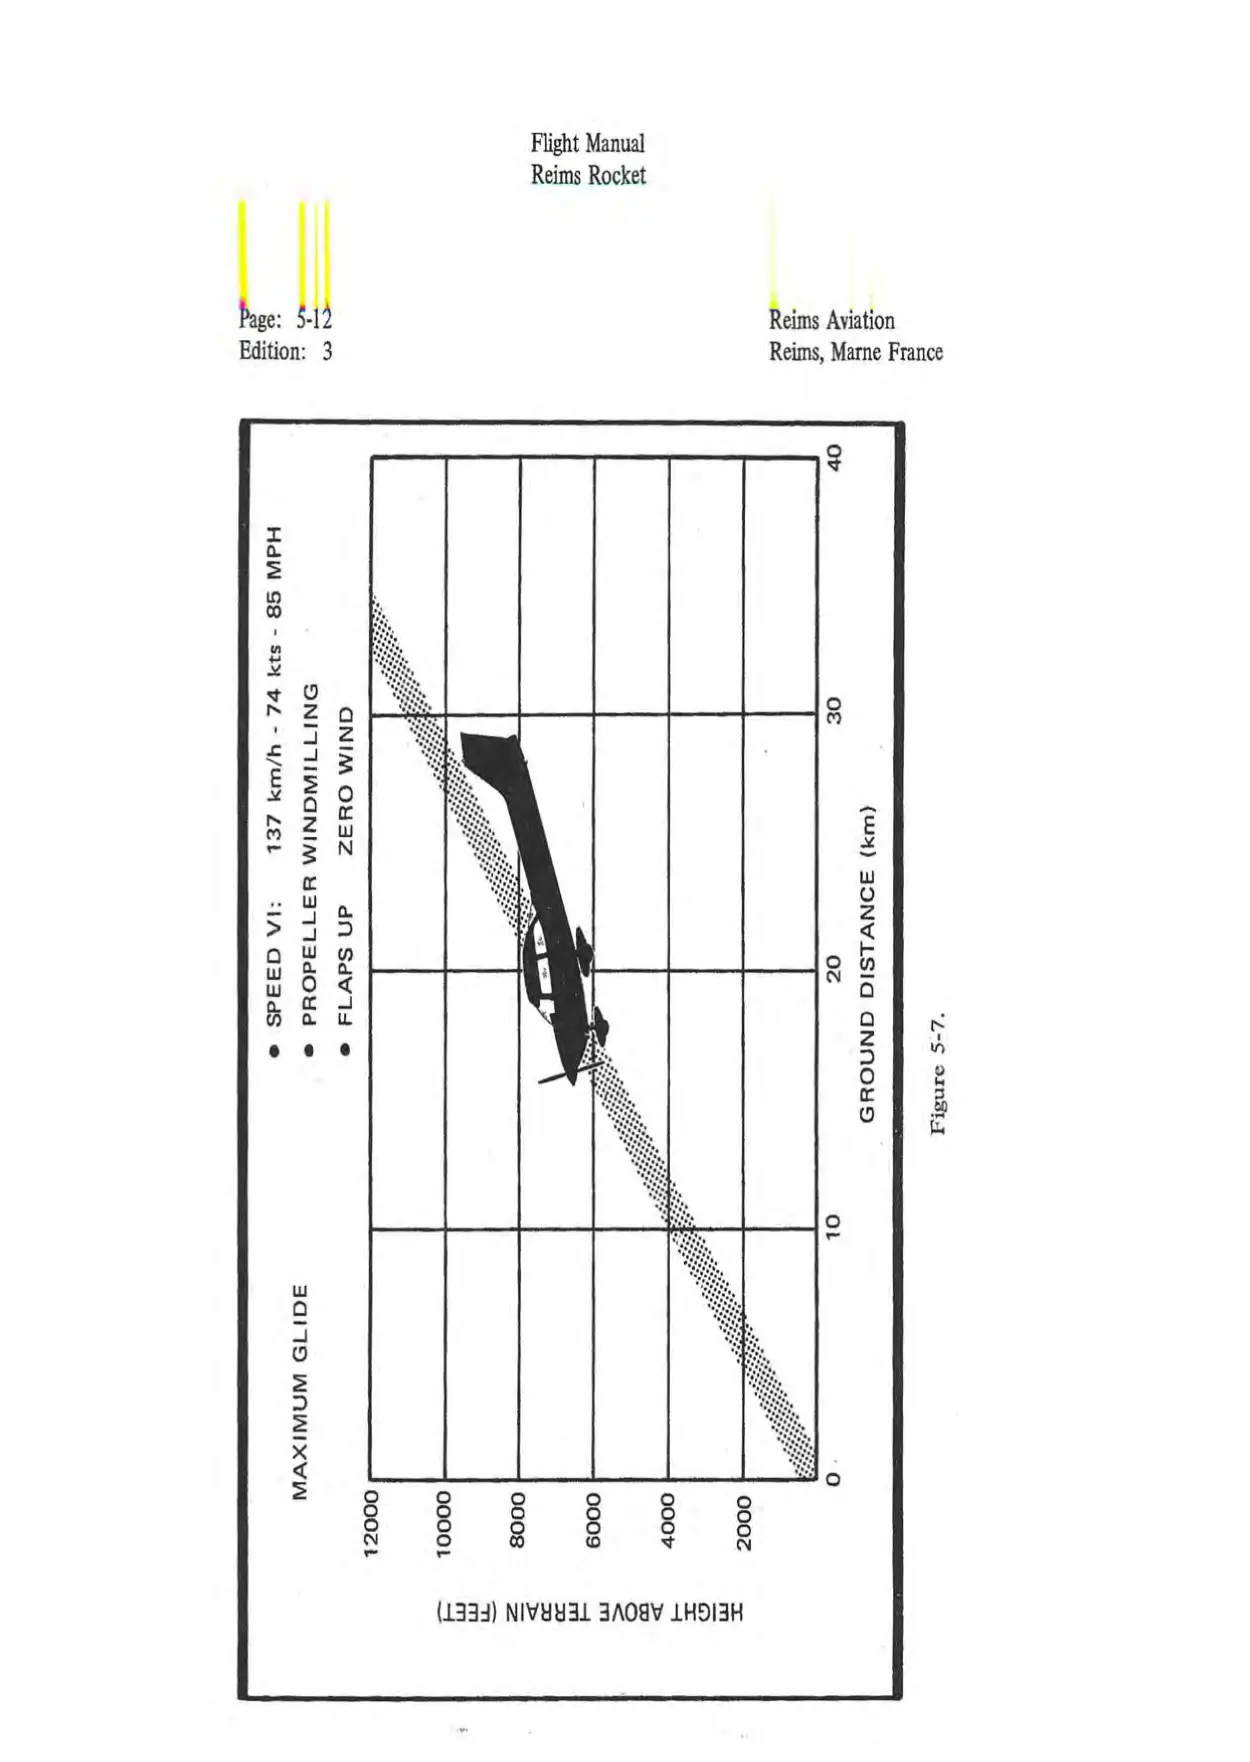 Flight Manual
Reims Rocket
Page: 5-12
Edition: 3
Reims Aviation
Reims, Marne France
MAXIMUM GLIDE
● SPEED VI: 137 km/h - 74 kts - 85 MPH
● PROPELLER WINDMILLING
● FLAPS UP ZERO WIND
HEIGHT ABOVE TERRAIN (FEET)
12000
10000
8000
6000
4000
2000
0
10
20
30
40
GROUND DISTANCE (km)
Figure 5-7.